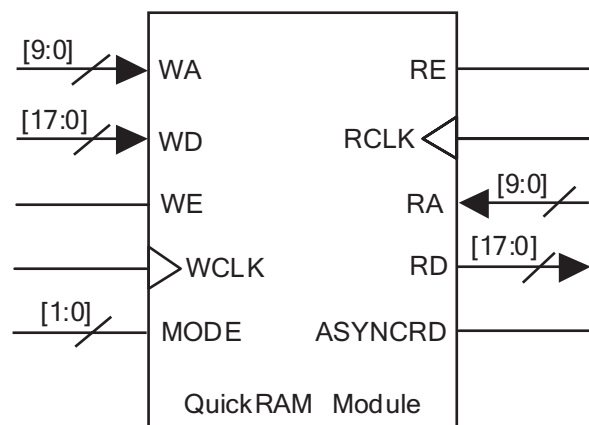 [9:0] WA RE
[17:0] WD RCLK
WE RA [9:0]
WCLK RD [17:0]
[1:0] MODE ASYNCRD
QuickRAM Module